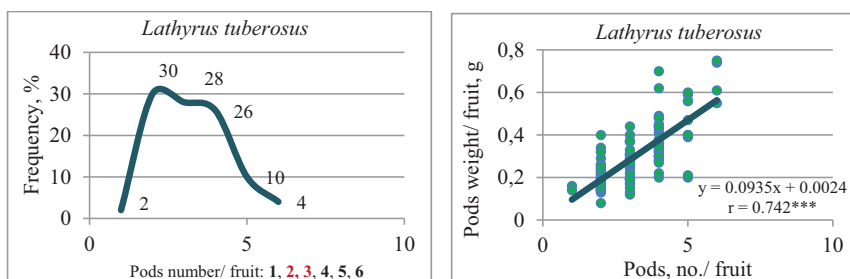 Lathyrus tuberosus
40
30
20
10
0
Frequency, %
30
28
26
2
10
4
0
5
10
Pods number/ fruit: 1, 2, 3, 4, 5, 6
Lathyrus tuberosus
0,8
0,6
0,4
0,2
0
Pods weight/ fruit, g
y = 0.0935x + 0.0024
r = 0.742***
0
5
10
Pods, no./ fruit